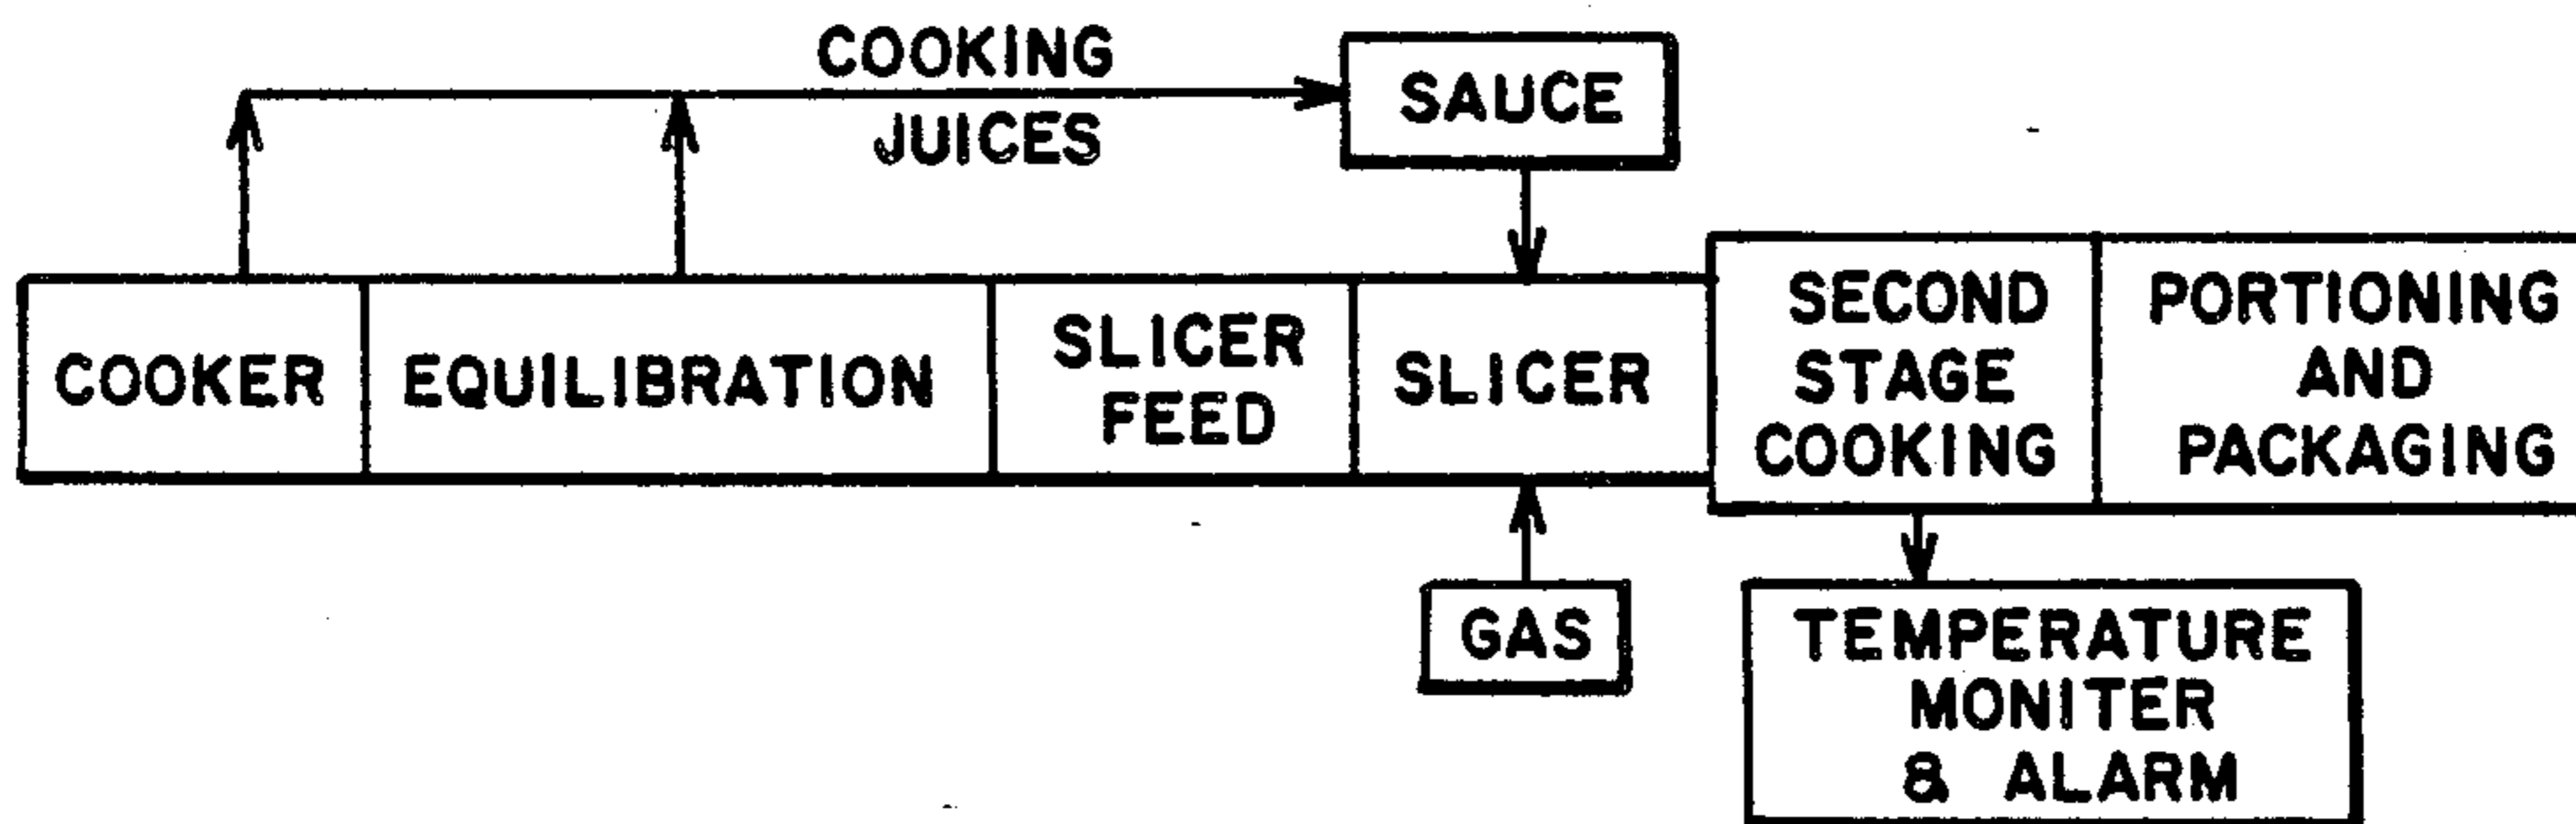 COOKING
JUICES
SAUCE
COOKER
EQUILIBRATION
SLICER
FEED
SLICER
SECOND
STAGE
COOKING
PORTIONING
AND
PACKAGING
GAS
TEMPERATURE
MONITER
& ALARM